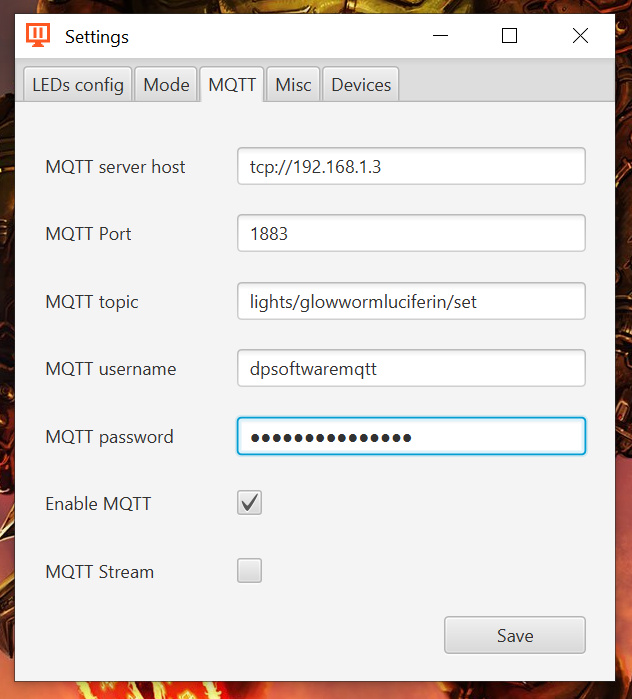 Settings
LEDs config Mode MQTT Misc Devices
MQTT server host tcp://192.168.1.3
MQTT Port 1883
MQTT topic lights/glowwormluciferin/set
MQTT username dpsoftwaremqtt
MQTT password ●●●●●●●●●●●●●●●
Enable MQTT
MQTT Stream
Save